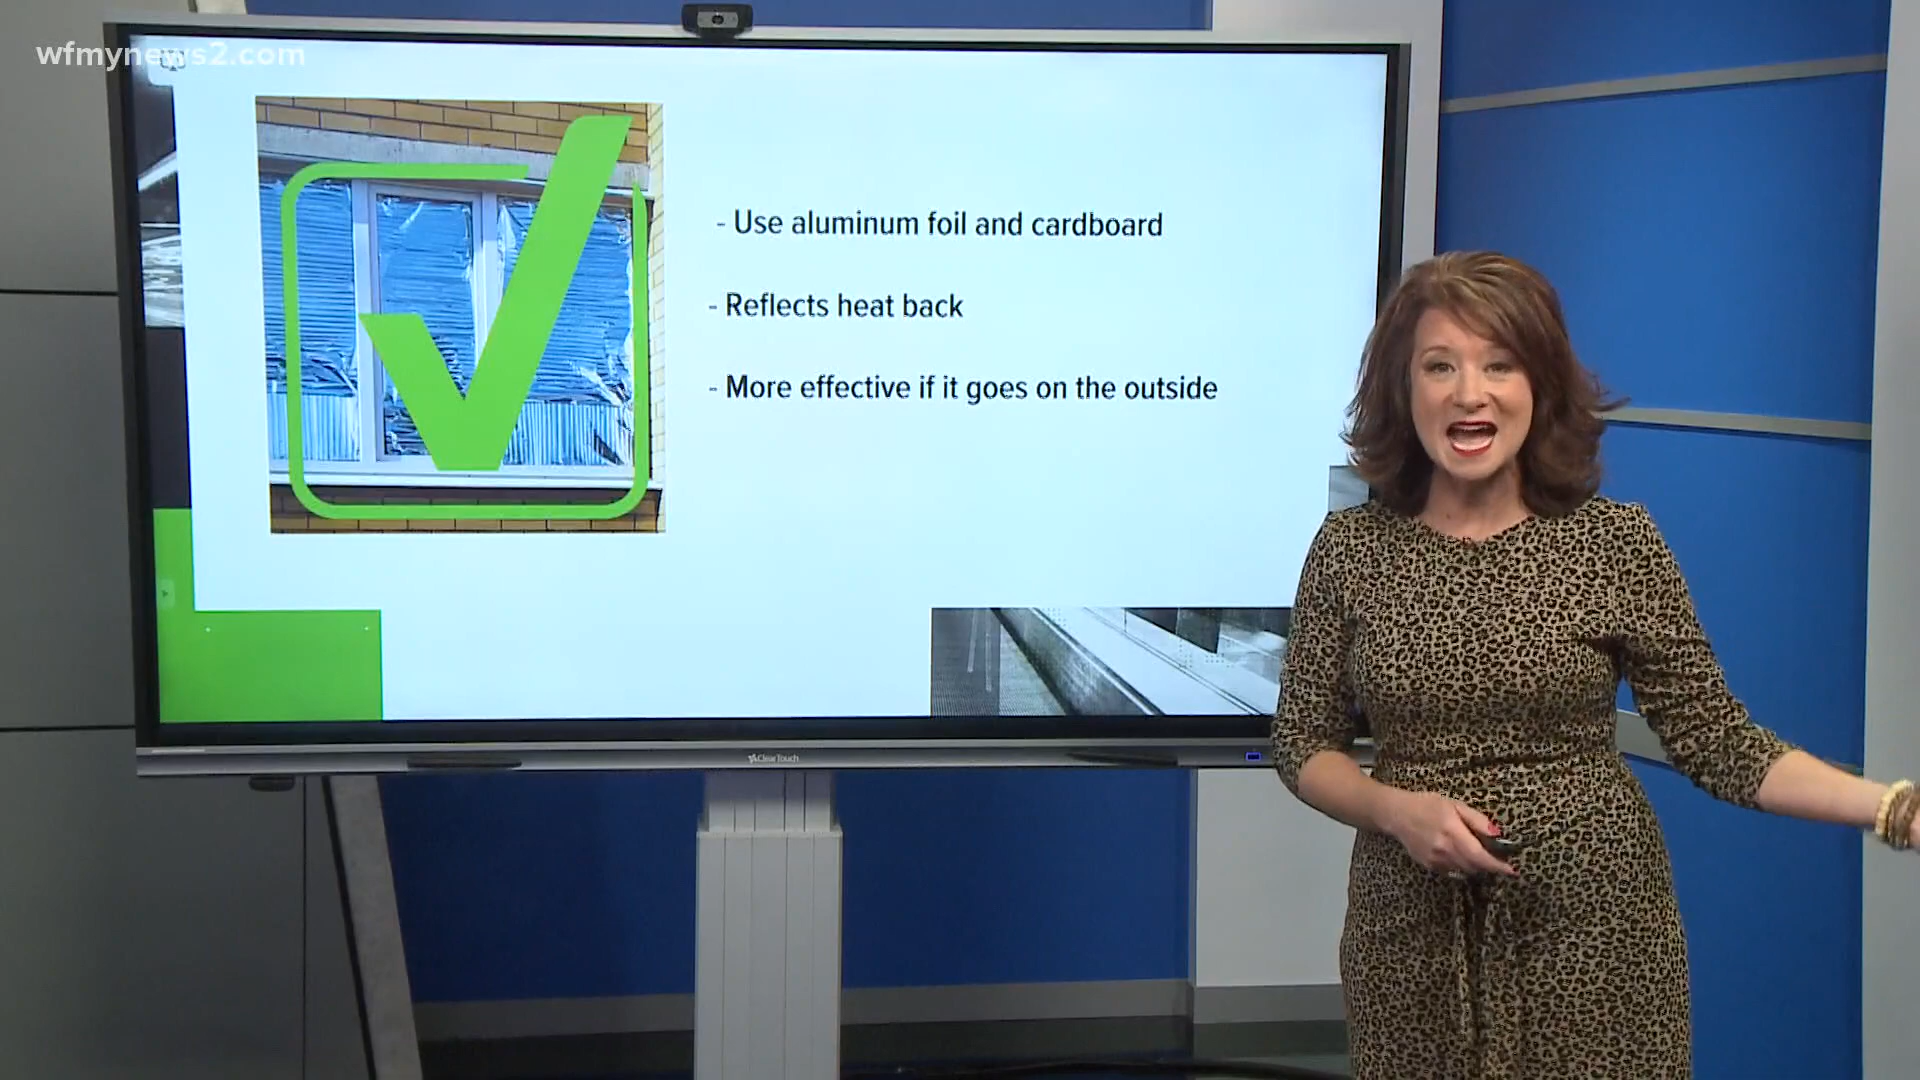 wfmynews2.com
- Use aluminum foil and cardboard
- Reflects heat back
- More effective if it goes on the outside
ClearTouch